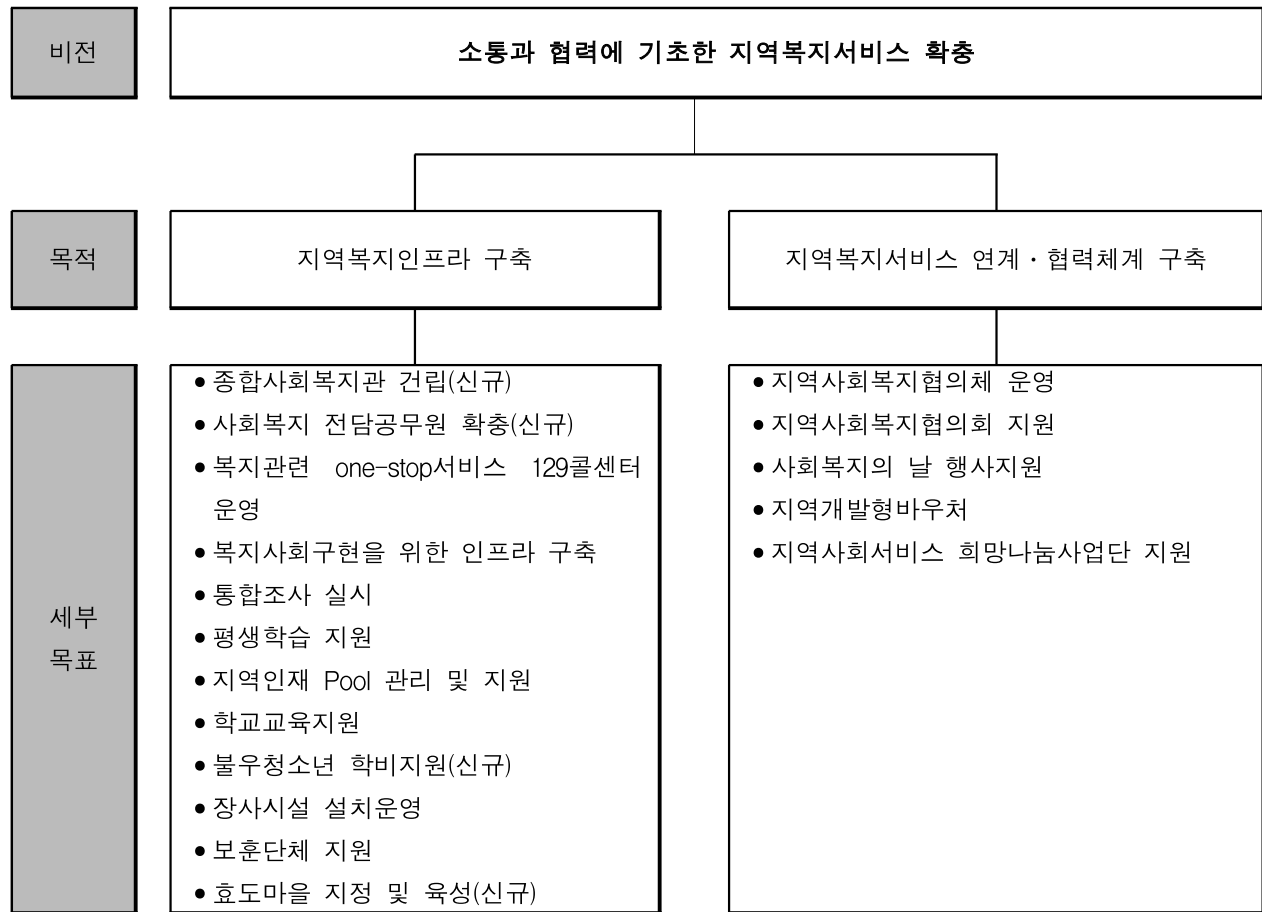 비전
소통과 협력에 기초한 지역복지서비스 확충
목적
지역복지인프라 구축
지역복지서비스 연계·협력체계 구축
세부
목표
• 종합사회복지관 건립(신규)
• 사회복지 전담공무원 확충(신규)
• 복지관련 one-stop서비스 129콜센터
운영
• 복지사회구현을 위한 인프라 구축
• 통합조사 실시
• 평생학습 지원
• 지역인재 Pool 관리 및 지원
• 학교교육지원
• 불우청소년 학비지원(신규)
• 장사시설 설치운영
• 보훈단체 지원
• 효도마을 지정 및 육성(신규)
• 지역사회복지협의체 운영
• 지역사회복지협의회 지원
• 사회복지의 날 행사지원
• 지역개발형바우처
• 지역사회서비스 희망나눔사업단 지원